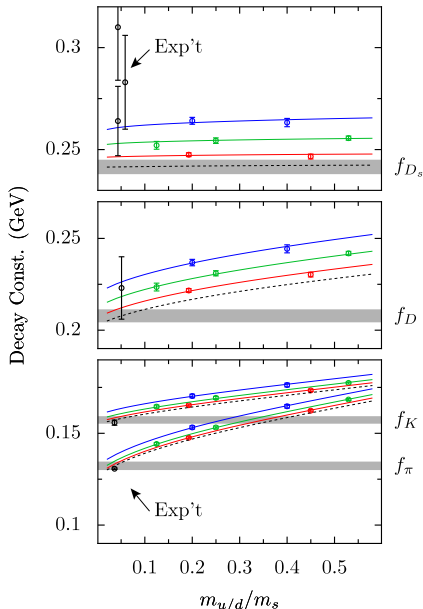 0.3
Exp't
0.25
f_{D_s}
Decay Const. (GeV)
0.25
0.2
f_D
0.15
f_K
f_π
Exp't
0.1
0.1 0.2 0.3 0.4 0.5
m_{u/d}/m_s